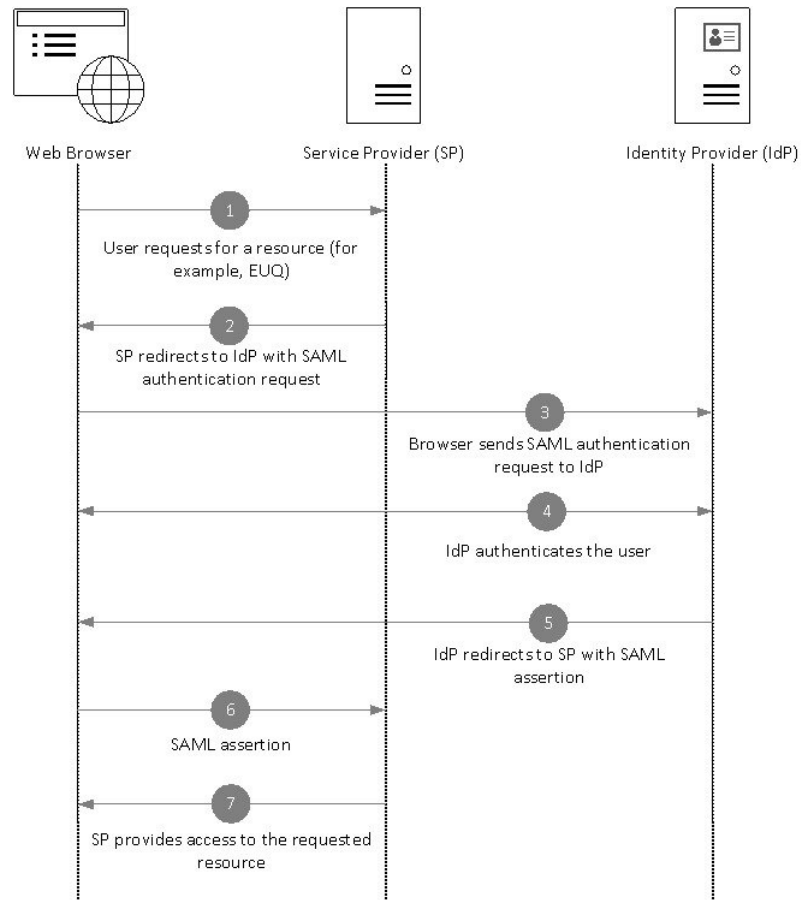 Web Browser
Service Provider (SP)
Identity Provider (IdP)
1
User requests for a resource (for
example, EUQ)
2
SP redirects to IdP with SAML
authentication request
3
Browser sends SAML authentication
request to IdP
4
IdP authenticates the user
5
IdP redirects to SP with SAML
assertion
6
SAML assertion
7
SP provides access to the requested
resource